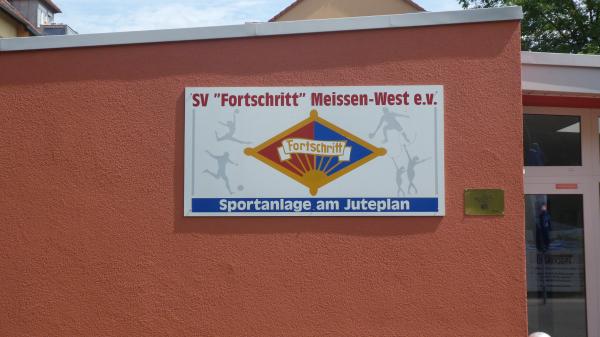 SV "Fortschritt" Meissen-West e.v.
Fortschritt
Sportanlage am Juteplan